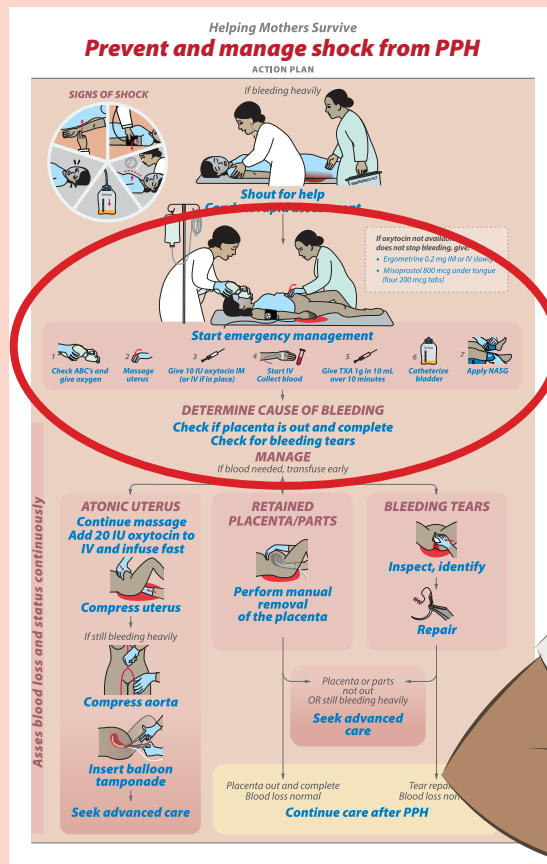 Helping Mothers Survive
Prevent and manage shock from PPH
ACTION PLAN
SIGNS OF SHOCK
If bleeding heavily
Shout for help
rapid
If oxytocin not available
does not stop bleeding, give:
• Ergometrine 0.2 mg IM or IV slowly
• Misoprostol 800 mcg under tongue
(four 200 mcg tabs)
Start emergency management
1
Check ABC's and
give oxygen
2
Massage
uterus
3
Give 10 IU oxytocin IM
(or IV if in place)
4
Start IV
Collect blood
5
Give TXA 1g in 10 mL
over 10 minutes
6
Catheterize
bladder
7
Apply NASG
DETERMINE CAUSE OF BLEEDING
Check if placenta is out and complete
Check for bleeding tears
MANAGE
If blood needed, transfuse early
Asses blood loss and status continuously
ATONIC UTERUS
Continue massage
Add 20 IU oxytocin to
IV and infuse fast
Compress uterus
If still bleeding heavily
Compress aorta
Insert balloon
tamponade
Seek advanced care
RETAINED
PLACENTA/PARTS
Perform manual
removal
of the placenta
BLEEDING TEARS
Inspect, identify
Repair
Placenta or parts
not out
OR still bleeding heavily
Seek advanced
care
Placenta out and complete
Blood loss normal
Tear
Blood loss
Continue care after PPH